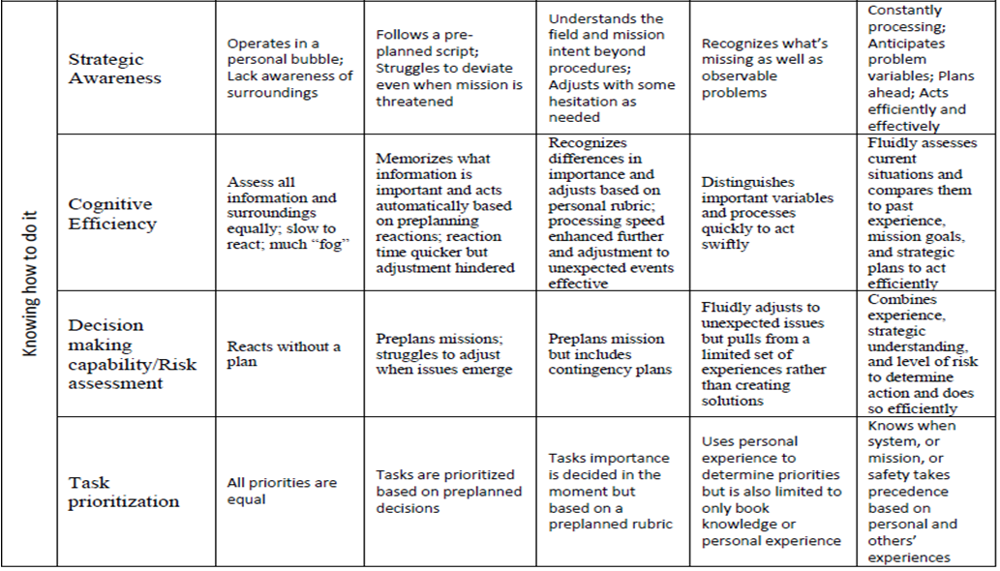 Knowing how to do it
Strategic
Awareness
Operates in a
personal bubble;
Lack awareness of
surroundings
Follows a pre-
planned script;
Struggles to deviate
even when mission is
threatened
Understands the
field and mission
intent beyond
procedures;
Adjusts with some
hesitation as
needed
Recognizes what's
missing as well as
observable
problems
Constantly
processing;
Anticipates
problem
variables; Plans
ahead; Acts
efficiently and
effectively
Cognitive
Efficiency
Assess all
information and
surroundings
equally; slow to
react; much “fog”
Memorizes what
information is
important and acts
automatically based
on preplanning
reactions; reaction
time quicker but
adjustment hindered
Recognizes
differences in
importance and
adjusts based on
personal rubric;
processing speed
enhanced further
and adjustment to
unexpected events
effective
Distinguishes
important variables
and processes
quickly to act
swiftly
Fluidly assesses
current
situations and
compares them
to past
experience,
mission goals,
and strategic
plans to act
efficiently
Decision
making
capability/Risk
assessment
Reacts without a
plan
Preplans missions;
struggles to adjust
when issues emerge
Preplans mission
but includes
contingency plans
Fluidly adjusts to
unexpected issues
but pulls from a
limited set of
experiences rather
than creating
solutions
Combines
experience,
strategic
understanding,
and level of risk
to determine
action and does
so efficiently
Task
prioritization
All priorities are
equal
Tasks are prioritized
based on preplanned
decisions
Tasks importance
is decided in the
moment but
based on a
preplanned rubric
Uses personal
experience to
determine priorities
but is also limited to
only book
knowledge or
personal experience
Knows when
system, or
mission, or
safety takes
precedence
based on
personal and
others'
experiences